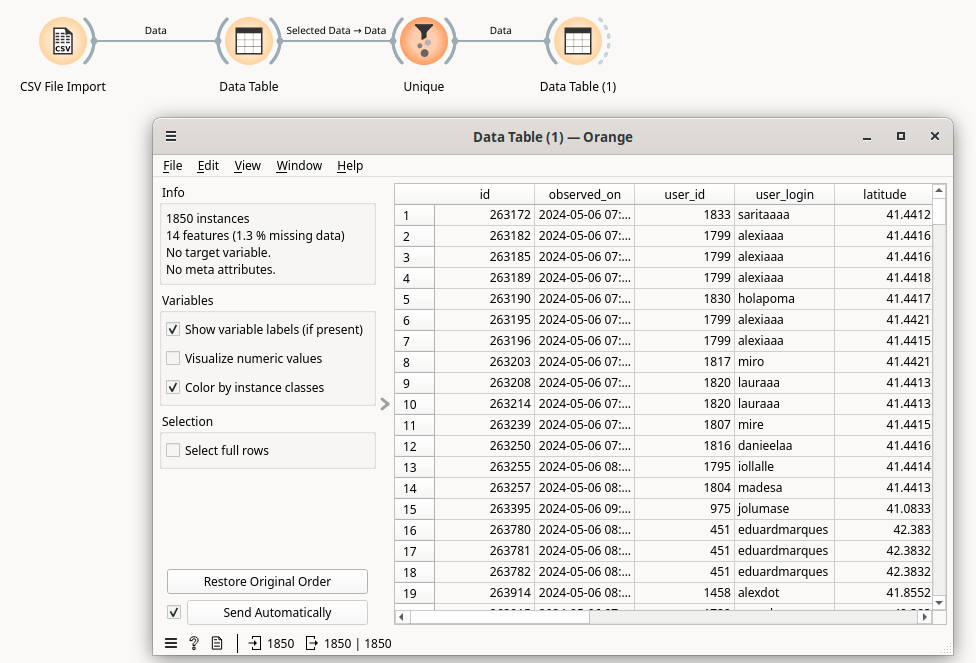 Data
Selected Data → Data
Data
CSV
CSV File Import
Data Table
Unique
Data Table (1)
Data Table (1) — Orange
File Edit View Window Help
Info
1850 instances
14 features (1.3 % missing data)
No target variable.
No meta attributes.
Variables
Show variable labels (if present)
Visualize numeric values
Color by instance classes
Selection
Select full rows
Restore Original Order
Send Automatically
id observed_on user_id user_login latitude
1 263172 2024-05-06 07:... 1833 saritaaaa 41.4412
2 263182 2024-05-06 07:... 1799 alexiaaa 41.4416
3 263185 2024-05-06 07:... 1799 alexiaaa 41.4416
4 263189 2024-05-06 07:... 1799 alexiaaa 41.4418
5 263190 2024-05-06 07:... 1830 holapoma 41.4417
6 263195 2024-05-06 07:... 1799 alexiaaa 41.4421
7 263196 2024-05-06 07:... 1799 alexiaaa 41.4415
8 263203 2024-05-06 07:... 1817 miro 41.4421
9 263208 2024-05-06 07:... 1820 lauraaa 41.4413
10 263214 2024-05-06 07:... 1820 lauraaa 41.4413
11 263239 2024-05-06 07:... 1807 mire 41.4415
12 263250 2024-05-06 07:... 1816 danieelaa 41.4416
13 263255 2024-05-06 08:... 1795 iollalle 41.4414
14 263257 2024-05-06 08:... 1804 madesa 41.4413
15 263395 2024-05-06 09:... 975 jolumase 41.0833
16 263780 2024-05-06 08:... 451 eduardmarques 42.383
17 263781 2024-05-06 08:... 451 eduardmarques 42.3832
18 263782 2024-05-06 08:... 451 eduardmarques 42.3832
19 263914 2024-05-06 08:... 1458 alexdot 41.8552
? 1850 1850 | 1850